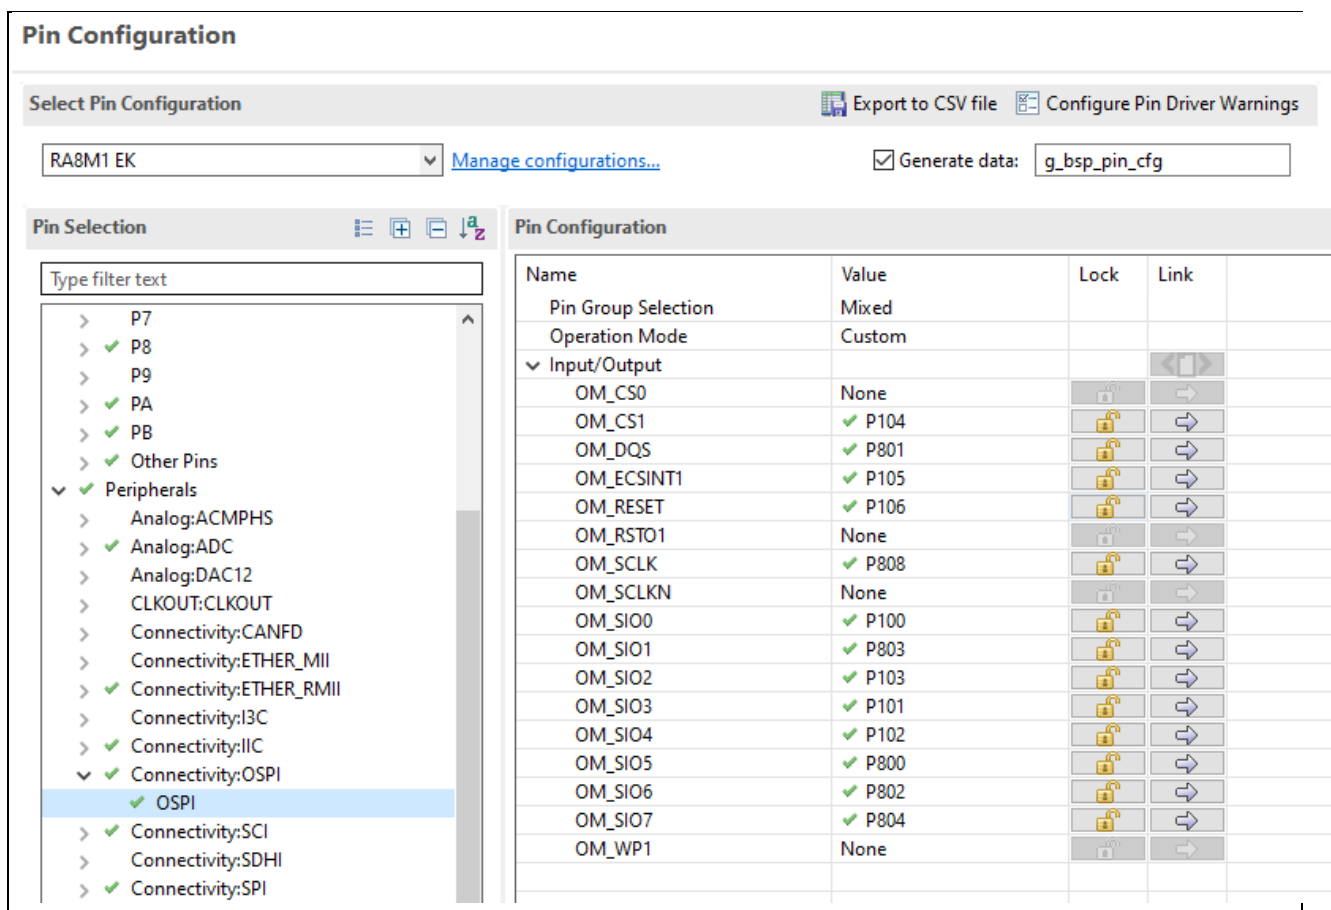 Pin Configuration
Select Pin Configuration
Export to CSV file
Configure Pin Driver Warnings
RA8M1 EK
Manage configurations...
Generate data:
g_bsp_pin_cfg
Pin Selection
Type filter text
P7
P8
P9
PA
PB
Other Pins
Peripherals
Analog:ACMPHS
Analog:ADC
Analog:DAC12
CLKOUT:CLKOUT
Connectivity:CANFD
Connectivity:ETHER_MII
Connectivity:ETHER_RMII
Connectivity:I3C
Connectivity:IIC
Connectivity:OSPI
OSPI
Connectivity:SCI
Connectivity:SDHI
Connectivity:SPI
Pin Configuration
Name Value Lock Link
Pin Group Selection Mixed
Operation Mode Custom
Input/Output
OM_CS0 None
OM_CS1 P104
OM_DQS P801
OM_ECSINT1 P105
OM_RESET P106
OM_RSTO1 None
OM_SCLK P808
OM_SCLKN None
OM_SIO0 P100
OM_SIO1 P803
OM_SIO2 P103
OM_SIO3 P101
OM_SIO4 P102
OM_SIO5 P800
OM_SIO6 P802
OM_SIO7 P804
OM_WP1 None